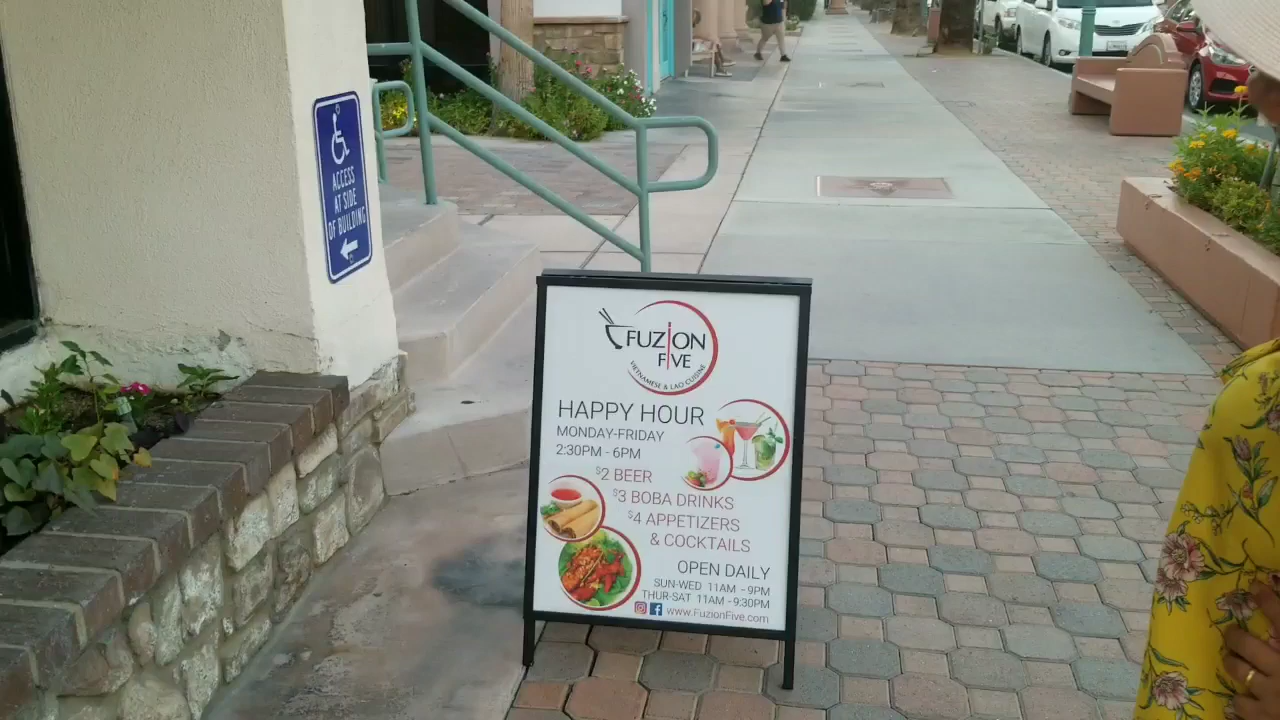 ACCESS
AT SIDE
OF BUILDING
FUZION
FIVE
VIETNAMESE & LAO CUISINE
HAPPY HOUR
MONDAY-FRIDAY
2:30PM - 6PM
$2 BEER
$3 BOBA DRINKS
$4 APPETIZERS
& COCKTAILS
OPEN DAILY
SUN-WED 11AM - 9PM
THUR-SAT 11AM - 9:30PM
www.FuzionFive.com